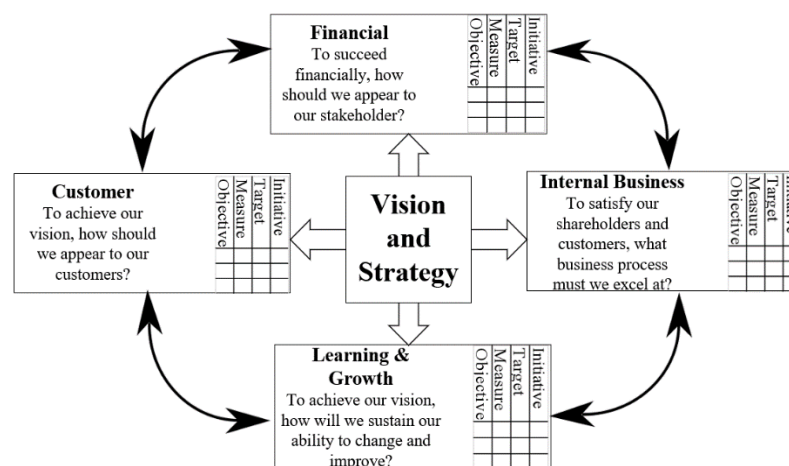 Financial
To succeed
financially, how
should we appear to
our stakeholder?
Objective
Measure
Target
Initiative
Customer
To achieve our
vision, how should
we appear to our
customers?
Objective
Measure
Target
Initiative
Vision
and
Strategy
Internal Business
To satisfy our
shareholders and
customers, what
business process
must we excel at?
Objective
Measure
Target
Initiative
Learning &
Growth
To achieve our vision,
how will we sustain our
ability to change and
improve?
Objective
Measure
Target
Initiative